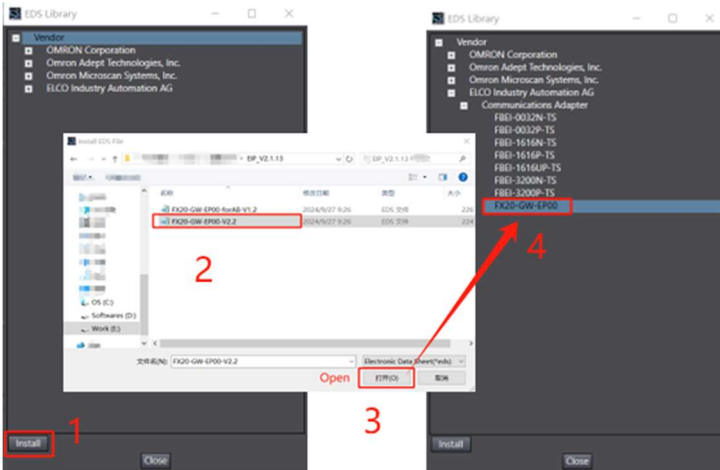 EDS Library
Vendor
OMRON Corporation
Omron Adept Technologies, Inc.
Omron Microscan Systems, Inc.
ELCO Industry Automation AG
Install
1
Close
Install EDS File
EIP_V2.1.13
在 EIP_V2.1.13
名称
修改日期
类型
大小
FX20-GW-EP00-forAB-V1.2
2024/9/27 9:26
EDS 文件
226
FX20-GW-EP00-V2.2
2024/9/27 9:26
EDS 文件
224
2
OS (C:)
Softwares (D:)
Work (E:)
文件名(N):
FX20-GW-EP00-V2.2
Electronic Data Sheet(*eds)
Open
打开(O)
取消
3
EDS Library
Vendor
OMRON Corporation
Omron Adept Technologies, Inc.
Omron Microscan Systems, Inc.
ELCO Industry Automation AG
Communications Adapter
FBEI-0032N-TS
FBEI-0032P-TS
FBEI-1616N-TS
FBEI-1616P-TS
FBEI-1616UP-TS
FBEI-3200N-TS
FBEI-3200P-TS
FX20-GW-EP00
4
Install
Close